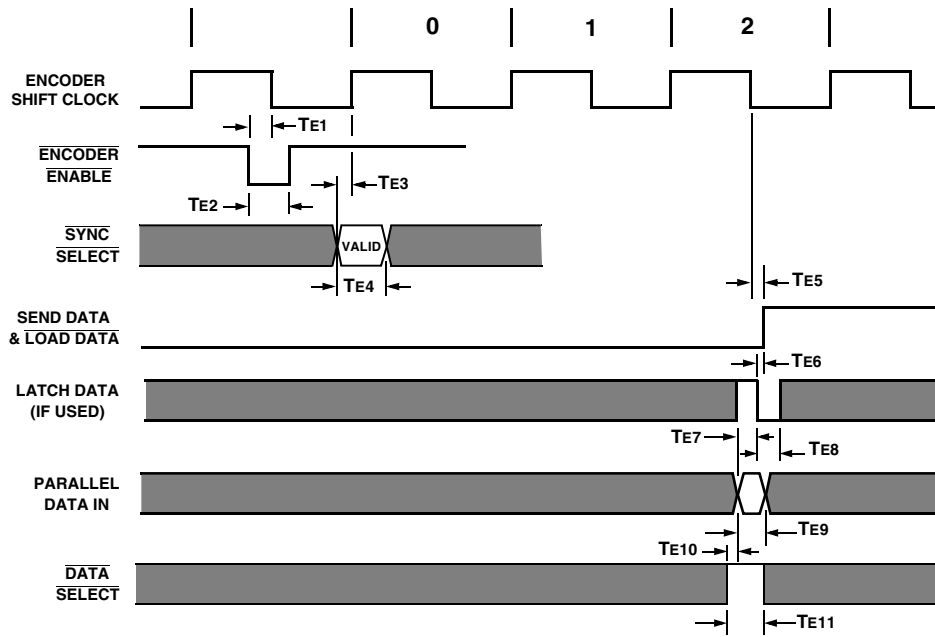 0 1 2
ENCODER
SHIFT CLOCK
TE1
ENCODER
ENABLE
TE3
TE2
SYNC
SELECT
VALID
TE4
TE5
SEND DATA
& LOAD DATA
TE6
LATCH DATA
(IF USED)
TE7
TE8
PARALLEL
DATA IN
TE9
TE10
DATA
SELECT
TE11